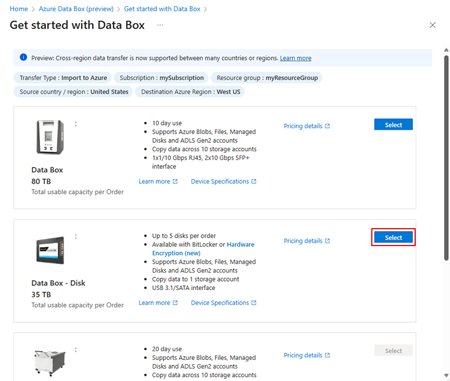 Home > Azure Data Box (preview) > Get started with Data Box >
Get started with Data Box ...
Preview: Cross-region data transfer is now supported between many countries or regions. Learn more
Transfer Type : Import to Azure Subscription : mySubscription Resource group : myResourceGroup
Source country / region : United States Destination Azure Region : West US
Data Box
80 TB
Total usable capacity per Order
:
• 10 day use
• Supports Azure Blobs, Files, Managed
Disks and ADLS Gen2 accounts
• Copy data across 10 storage accounts
• 1x1/10 Gbps RJ45, 2x10 Gbps SFP+
interface
Learn more Device Specifications
Pricing details
Select
Data Box - Disk
35 TB
Total usable capacity per Order
:
• Up to 5 disks per order
• Available with BitLocker or Hardware
Encryption (new)
• Supports Azure Blobs, Files, Managed
Disks and ADLS Gen2 accounts
• Copy data to 1 storage account
• USB 3.1/SATA interface
Learn more Device Specifications
Pricing details
Select
:
• 20 day use
• Supports Azure Blobs, Files, Managed
Disks and ADLS Gen2 accounts
• Copy data across 10 storage accounts
Pricing details
Select